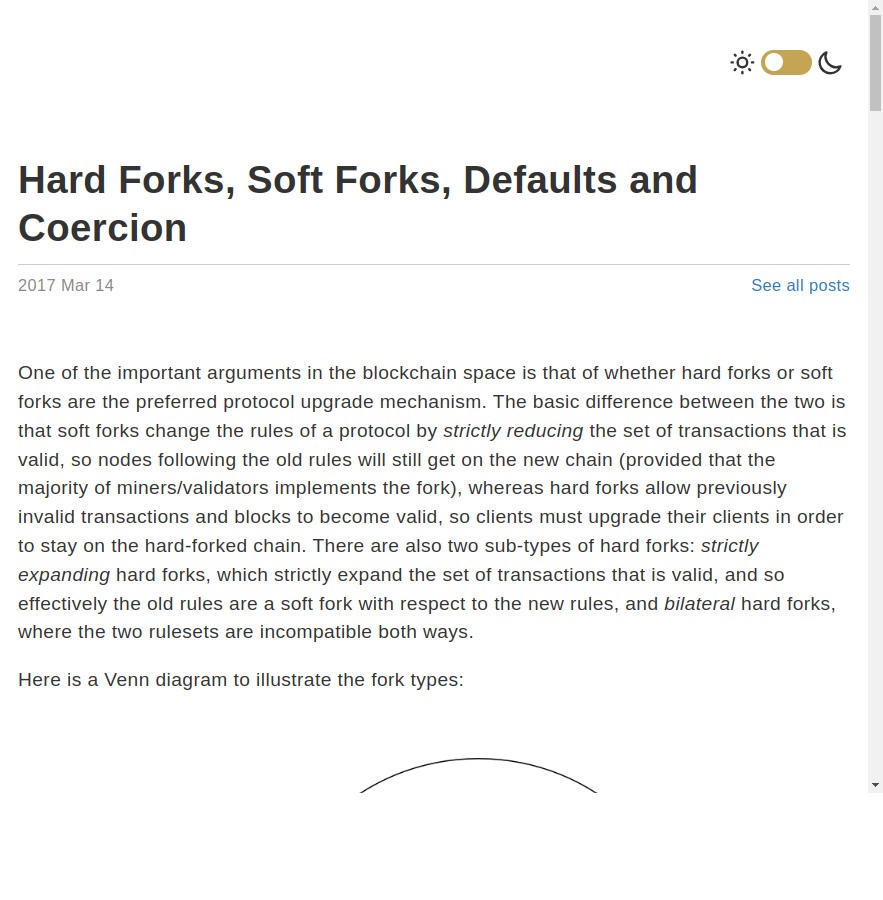 Hard Forks, Soft Forks, Defaults and
Coercion
2017 Mar 14
See all posts
One of the important arguments in the blockchain space is that of whether hard forks or soft
forks are the preferred protocol upgrade mechanism. The basic difference between the two is
that soft forks change the rules of a protocol by strictly reducing the set of transactions that is
valid, so nodes following the old rules will still get on the new chain (provided that the
majority of miners/validators implements the fork), whereas hard forks allow previously
invalid transactions and blocks to become valid, so clients must upgrade their clients in order
to stay on the hard-forked chain. There are also two sub-types of hard forks: strictly
expanding hard forks, which strictly expand the set of transactions that is valid, and so
effectively the old rules are a soft fork with respect to the new rules, and bilateral hard forks,
where the two rulesets are incompatible both ways.
Here is a Venn diagram to illustrate the fork types: